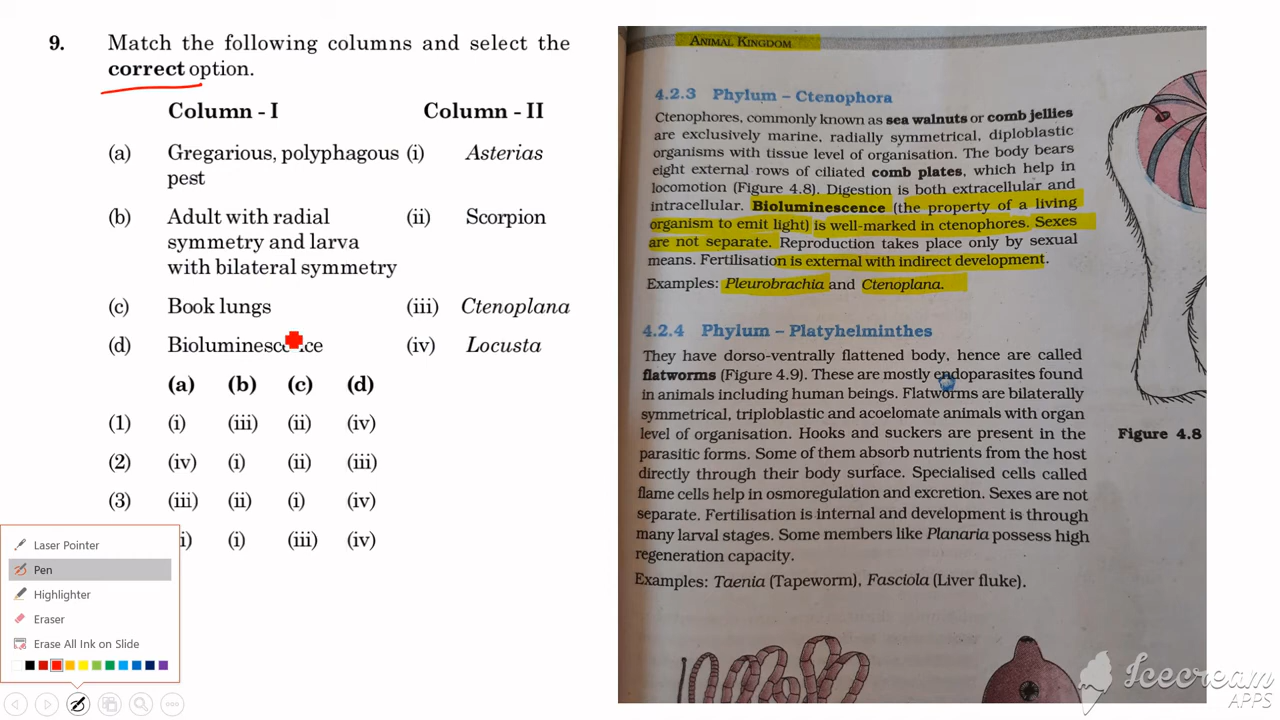 9. Match the following columns and select the
correct option.
Column - I Column - II
(a) Gregarious, polyphagous (i) Asterias
pest
(b) Adult with radial (ii) Scorpion
symmetry and larva
with bilateral symmetry
(c) Book lungs (iii) Ctenoplana
(d) (iv) Locusta
(a) (b) (c) (d)
(1) (i) (iii) (ii) (iv)
(2) (iv) (i) (ii) (iii)
(3) (iii) (ii) (i) (iv)
(i) (iii) (iv)
Laser Pointer
Pen
Highlighter
Eraser
Erase All Ink on Slide
ANIMAL KINGDOM
4.2.3 Phylum – Ctenophora
Ctenophores, commonly known as sea walnuts or comb jellies
are exclusively marine, radially symmetrical, diploblastic
organisms with tissue level of organisation. The body bears
eight external rows of ciliated comb plates, which help in
locomotion (Figure 4.8). Digestion is both extracellular and
intracellular. Bioluminescence (the property of a living
organism to emit light) is well-marked in ctenophores. Sexes
are not separate. Reproduction takes place only by sexual
means. Fertilisation is external with indirect development.
Examples: Pleurobrachia and Ctenoplana.
4.2.4 Phylum – Platyhelminthes
They have dorso-ventrally flattened body, hence are called
flatworms (Figure 4.9). These are mostly endoparasites found
in animals including human beings. Flatworms are bilaterally
symmetrical, triploblastic and acoelomate animals with organ
level of organisation. Hooks and suckers are present in the
parasitic forms. Some of them absorb nutrients from the host
directly through their body surface. Specialised cells called
flame cells help in osmoregulation and excretion. Sexes are not
separate. Fertilisation is internal and development is through
many larval stages. Some members like Planaria possess high
regeneration capacity.
Examples: Taenia (Tapeworm), Fasciola (Liver fluke).
Figure 4.8
Icecream
APPS